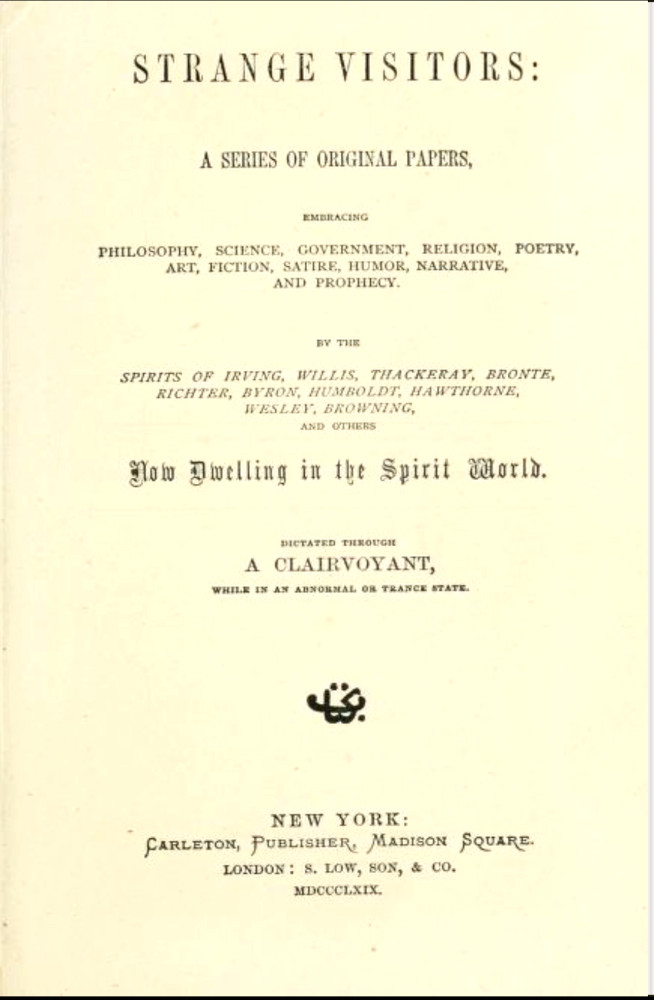 STRANGE VISITORS:
A SERIES OF ORIGINAL PAPERS,
EMBRACING
PHILOSOPHY, SCIENCE, GOVERNMENT, RELIGION, POETRY,
ART, FICTION, SATIRE, HUMOR, NARRATIVE,
AND PROPHECY.
BY THE
SPIRITS OF IRVING, WILLIS, THACKERAY, BRONTE,
RICHTER, BYRON, HUMBOLDT, HAWTHORNE,
WESLEY, BROWNING,
AND OTHERS
Now Dwelling in the Spirit World.
DICTATED THROUGH
A CLAIRVOYANT,
WHILE IN AN ABNORMAL OR TRANCE STATE.
NEW YORK:
CARLETON, PUBLISHER, MADISON SQUARE.
LONDON: S. LOW, SON, & CO.
MDCCCLXIX.